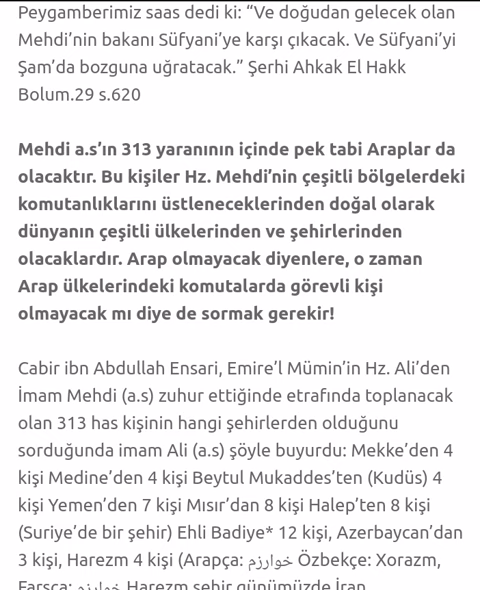 Peygamberimiz saas dedi ki: “Ve doğudan gelecek olan
Mehdi’nin bakanı Süfyani’ye karşı çıkacak. Ve Süfyani’yi
Şam’da bozguna uğratacak.” Şerhi Ahkak El Hakk
Bolum.29 s.620
Mehdi a.s’ın 313 yaranının içinde pek tabi Araplar da
olacaktır. Bu kişiler Hz. Mehdi’nin çeşitli bölgelerdeki
komutanlıklarını üstleneceklerinden doğal olarak
dünyanın çeşitli ülkelerinden ve şehirlerinden
olacaklardır. Arap olmayacak diyenlere, o zaman
Arap ülkelerindeki komutalarda görevli kişi
olmayacak mı diye de sormak gerekir!
Cabir ibn Abdullah Ensari, Emire’l Mümin’in Hz. Ali’den
İmam Mehdi (a.s) zuhur ettiğinde etrafında toplanacak
olan 313 has kişinin hangi şehirlerden olduğunu
sorduğunda imam Ali (a.s) şöyle buyurdu: Mekke’den 4
kişi Medine’den 4 kişi Beytul Mukaddes’ten (Kudüs) 4
kişi Yemen’den 7 kişi Mısır’dan 8 kişi Halep’ten 8 kişi
(Suriye’de bir şehir) Ehli Badiye* 12 kişi, Azerbaycan’dan
3 kişi, Harezm 4 kişi (Arapça: خوارزم Özbekçe: Xorazm,
Farsça: خوارزم Harezm şehir günümüzde İran